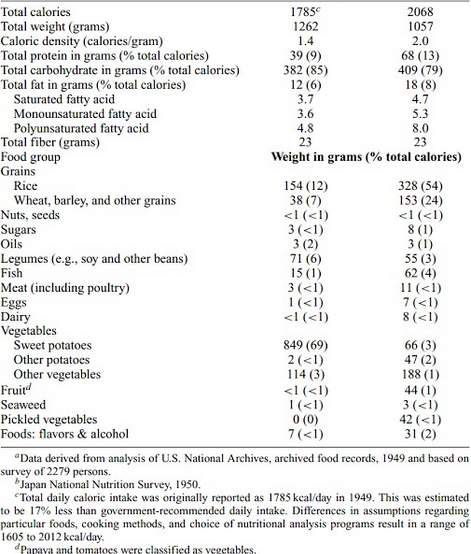 Total calories 1785c 2068
Total weight (grams) 1262 1057
Caloric density (calories/gram) 1.4 2.0
Total protein in grams (% total calories) 39 (9) 68 (13)
Total carbohydrate in grams (% total calories) 382 (85) 409 (79)
Total fat in grams (% total calories) 12 (6) 18 (8)
Saturated fatty acid 3.7 4.7
Monounsaturated fatty acid 3.6 5.3
Polyunsaturated fatty acid 4.8 8.0
Total fiber (grams) 23 23
Food group Weight in grams (% total calories)
Grains
Rice 154 (12) 328 (54)
Wheat, barley, and other grains 38 (7) 153 (24)
Nuts, seeds <1 (<1) <1 (<1)
Sugars 3 (<1) 8 (1)
Oils 3 (2) 3 (1)
Legumes (e.g., soy and other beans) 71 (6) 55 (3)
Fish 15 (1) 62 (4)
Meat (including poultry) 3 (<1) 11 (<1)
Eggs 1 (<1) 7 (<1)
Dairy <1 (<1) 8 (<1)
Vegetables
Sweet potatoes 849 (69) 66 (3)
Other potatoes 2 (<1) 47 (2)
Other vegetables 114 (3) 188 (1)
Fruitd <1 (<1) 44 (1)
Seaweed 1 (<1) 3 (<1)
Pickled vegetables 0 (0) 42 (<1)
Foods: flavors & alcohol 7 (<1) 31 (2)
aData derived from analysis of U.S. National Archives, archived food records, 1949 and based on
survey of 2279 persons.
bJapan National Nutrition Survey, 1950.
cTotal daily caloric intake was originally reported as 1785 kcal/day in 1949. This was estimated
to be 17% less than government-recommended daily intake. Differences in assumptions regarding
particular foods, cooking methods, and choice of nutritional analysis programs result in a range of
1605 to 2012 kcal/day.
dPapaya and tomatoes were classified as vegetables.